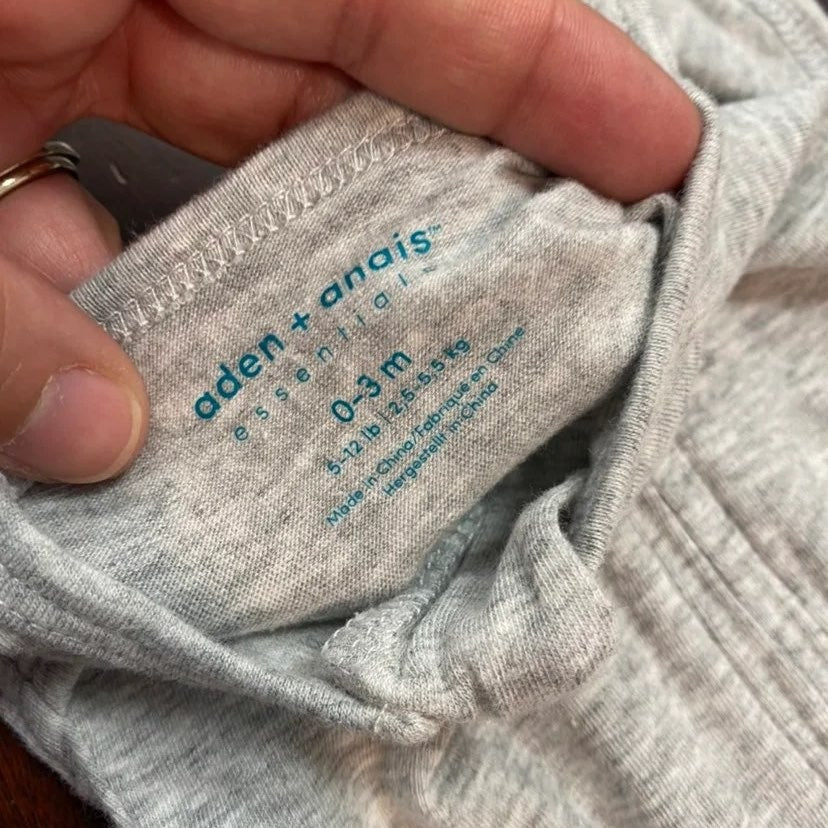 aden + anais™
essentials™
0-3 m
5-12 lb | 2,5-5,5 kg
Made in China/Fabriqué en Chine
Hergestellt in China